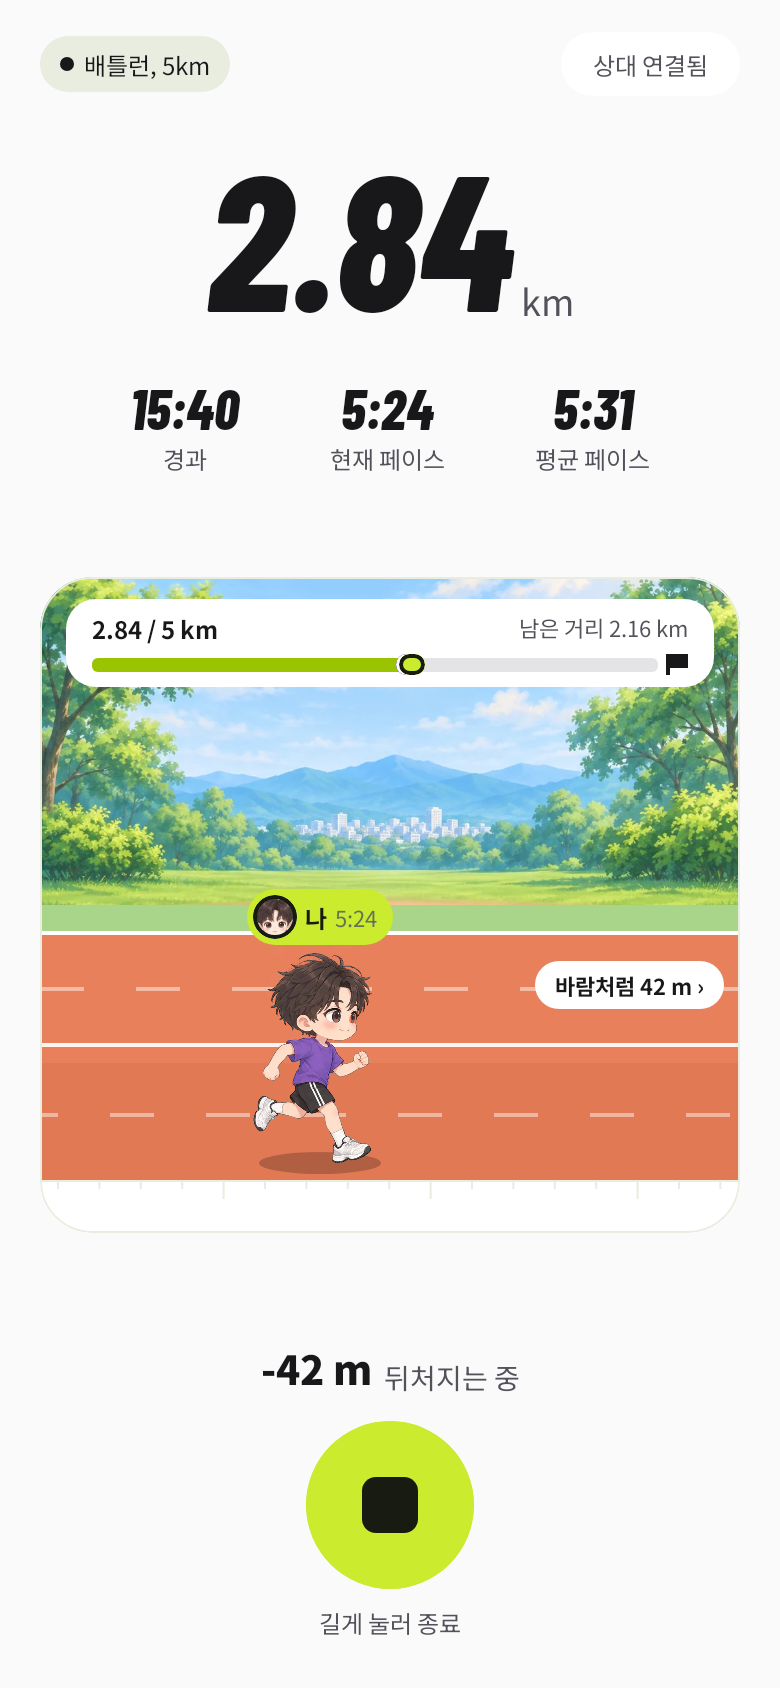 배틀런, 5km
상대 연결됨
2.84 km
15:40 5:24 5:31
경과 현재 페이스 평균 페이스
2.84 / 5 km 남은 거리 2.16 km
나 5:24
바람처럼 42 m ›
-42 m 뒤처지는 중
길게 눌러 종료